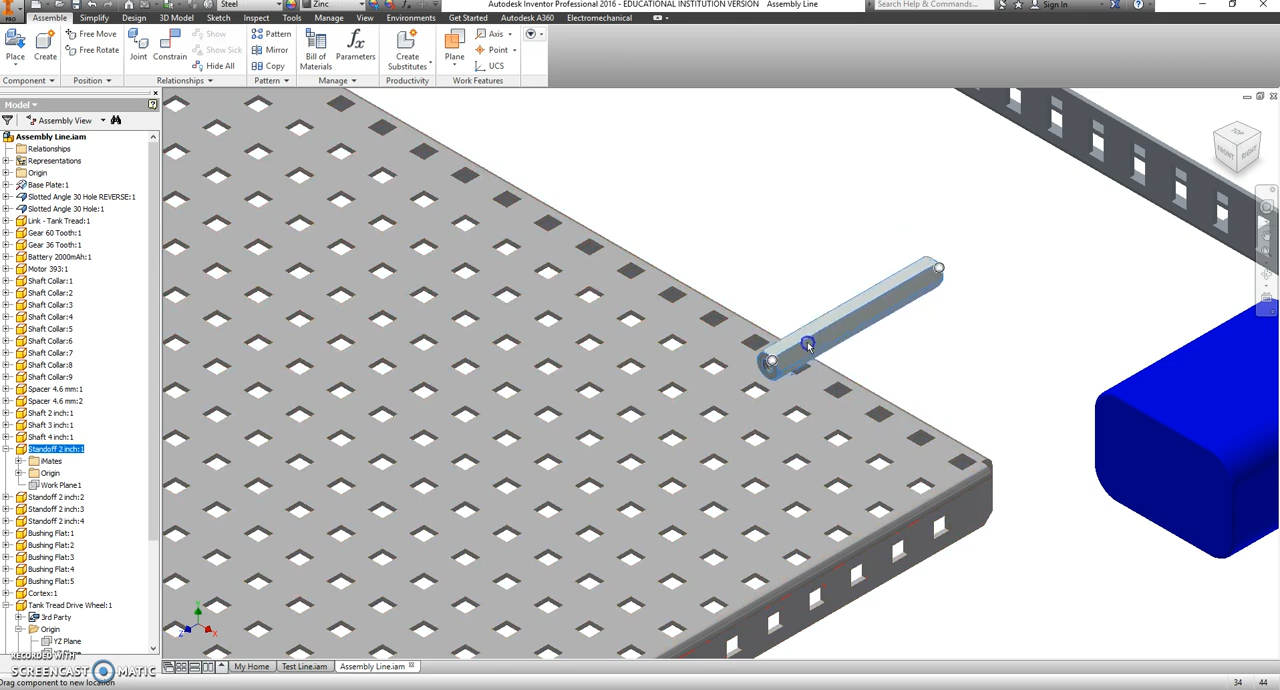 Steel
Zinc
Autodesk Inventor Professional 2016 - EDUCATIONAL INSTITUTION VERSION   Assembly Line
Search Help & Commands...
Sign In
PRO
Assemble
Simplify
Design
3D Model
Sketch
Inspect
Tools
Manage
View
Environments
Get Started
Autodesk A360
Electromechanical
Place
Create
Free Move
Free Rotate
Joint
Constrain
Show
Show Sick
Hide All
Pattern
Mirror
Copy
Bill of
Materials
Parameters
Create
Substitutes
Plane
Axis
Point
UCS
Component
Position
Relationships
Pattern
Manage
Productivity
Work Features
Model
Assembly View
Assembly Line.iam
Relationships
Representations
Origin
Base Plate:1
Slotted Angle 30 Hole REVERSE:1
Slotted Angle 30 Hole:1
Link - Tank Tread:1
Gear 60 Tooth:1
Gear 36 Tooth:1
Battery 2000mAh:1
Motor 393:1
Shaft Collar:1
Shaft Collar:2
Shaft Collar:3
Shaft Collar:4
Shaft Collar:5
Shaft Collar:6
Shaft Collar:7
Shaft Collar:8
Shaft Collar:9
Spacer 4.6 mm:1
Spacer 4.6 mm:2
Shaft 2 inch:1
Shaft 3 inch:1
Shaft 4 inch:1
Standoff 2 inch:1
iMates
Origin
Work Plane1
Standoff 2 inch:2
Standoff 2 inch:3
Standoff 2 inch:4
Bushing Flat:1
Bushing Flat:2
Bushing Flat:3
Bushing Flat:4
Bushing Flat:5
Cortex:1
Tank Tread Drive Wheel:1
3rd Party
Origin
YZ Plane
TOP
FRONT
RIGHT
Y
Z
X
RECORDED WITH
SCREENCAST MATIC
My Home
Test Line.iam
Assembly Line.iam
Drag component to new location
34
44